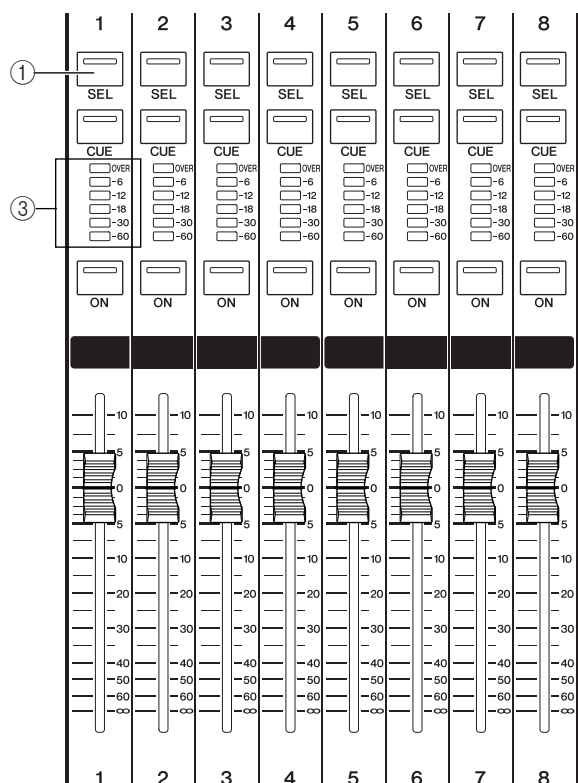 1 2 3 4 5 6 7 8
① SEL SEL SEL SEL SEL SEL SEL SEL
CUE CUE CUE CUE CUE CUE CUE CUE
OVER OVER OVER OVER OVER OVER OVER OVER
-6 -6 -6 -6 -6 -6 -6 -6
-12 -12 -12 -12 -12 -12 -12 -12
③ -18 -18 -18 -18 -18 -18 -18 -18
-30 -30 -30 -30 -30 -30 -30 -30
-60 -60 -60 -60 -60 -60 -60 -60
ON ON ON ON ON ON ON ON
10 10 10 10 10 10 10 10
5 5 5 5 5 5 5 5
0 0 0 0 0 0 0 0
5 5 5 5 5 5 5 5
10 10 10 10 10 10 10 10
20 20 20 20 20 20 20 20
30 30 30 30 30 30 30 30
40 40 40 40 40 40 40 40
50 50 50 50 50 50 50 50
60 60 60 60 60 60 60 60
∞ ∞ ∞ ∞ ∞ ∞ ∞ ∞
1 2 3 4 5 6 7 8